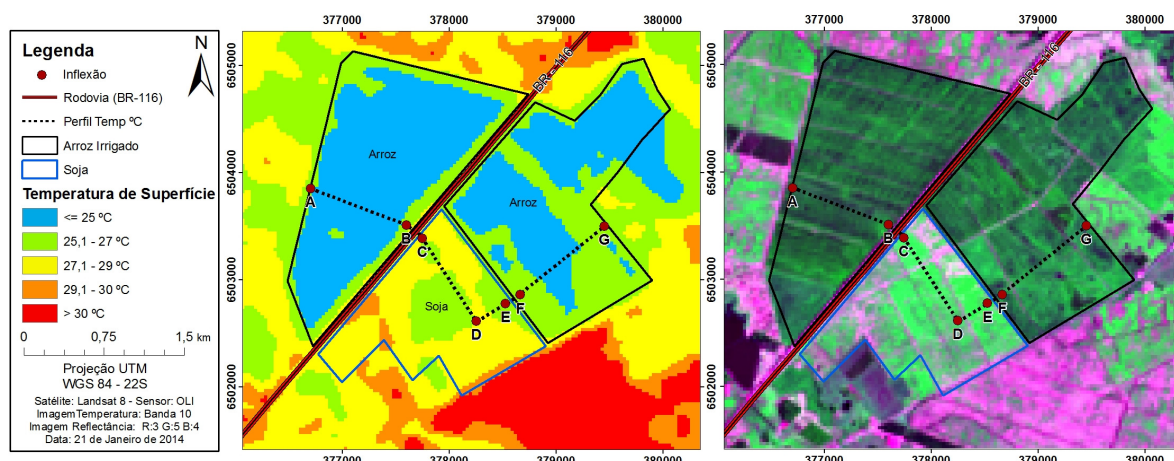 Legenda
N
Inflexão
Rodovia (BR-116)
Perfil Temp ºC
Arroz Irrigado
Soja
Temperatura de Superfície
<= 25 ºC
25,1 - 27 ºC
27,1 - 29 ºC
29,1 - 30 ºC
> 30 ºC
0 0,75 1,5 km
Projeção UTM
WGS 84 - 22S
Satélite: Landsat 8 - Sensor: OLI
ImagemTemperatura: Banda 10
Imagem Reflectância: R:3 G:5 B:4
Data: 21 de Janeiro de 2014
377000 378000 379000 380000
6505000
6504000
6503000
6502000
BR - 116
Arroz
Arroz
Soja
A
B
C
D
E
F
G
377000 378000 379000 380000
377000 378000 379000 380000
6505000
6504000
6503000
6502000
BR - 116
A
B
C
D
E
F
G
377000 378000 379000 380000